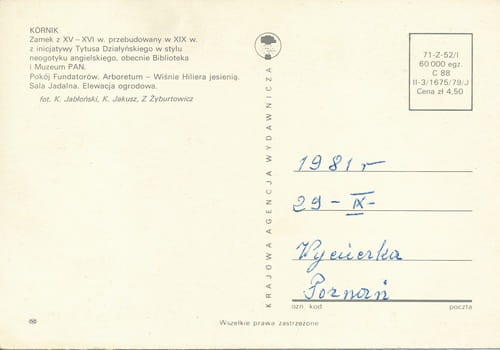 KÓRNIK
Zamek z XV – XVI w. przebudowany w XIX w.
z inicjatywy Tytusa Działyńskiego w stylu
neogotyku angielskiego, obecnie Biblioteka
i Muzeum PAN.
Pokój Fundatorów. Arboretum – Wiśnie Hiliera jesienią.
Sala Jadalna. Elewacja ogrodowa.
fot. K. Jabłoński, K. Jakusz, Z Żyburtowicz
KRAJOWA AGENCJA WYDAWNICZA
71-Z-52/I
60 000 egz.
C 88
II-3/1675/79/J
Cena zł 4,50
1981 r
29 - IX -
Wycieczka
Poznań
ozn. kod poczta
Wszelkie prawa zastrzeżone